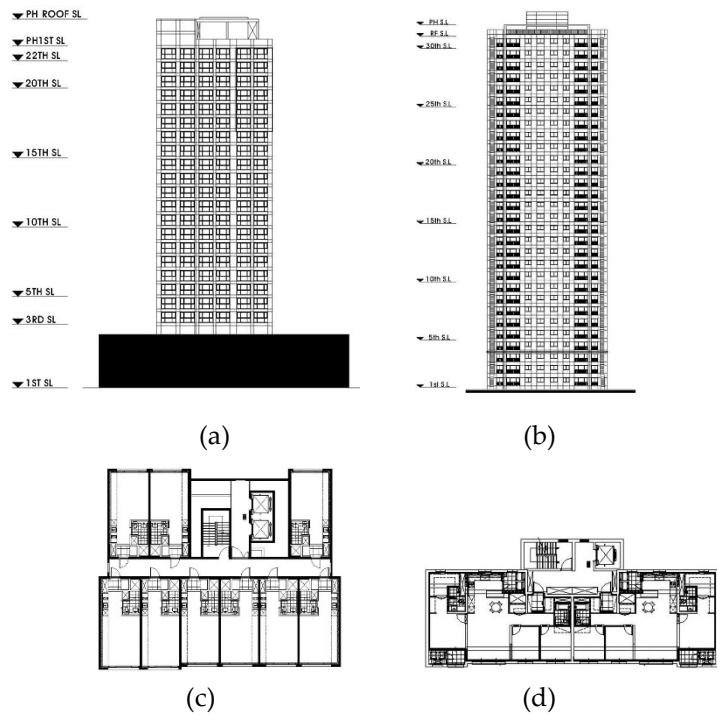 PH ROOF SL
PH1ST SL
22TH SL
20TH SL
15TH SL
10TH SL
5TH SL
3RD SL
1ST SL
(a)
PH S.L
RF S.L
30th S.L
25th S.L
20th S.L
15th S.L
10th S.L
5th S.L
1st S.L
(b)
(c)
(d)